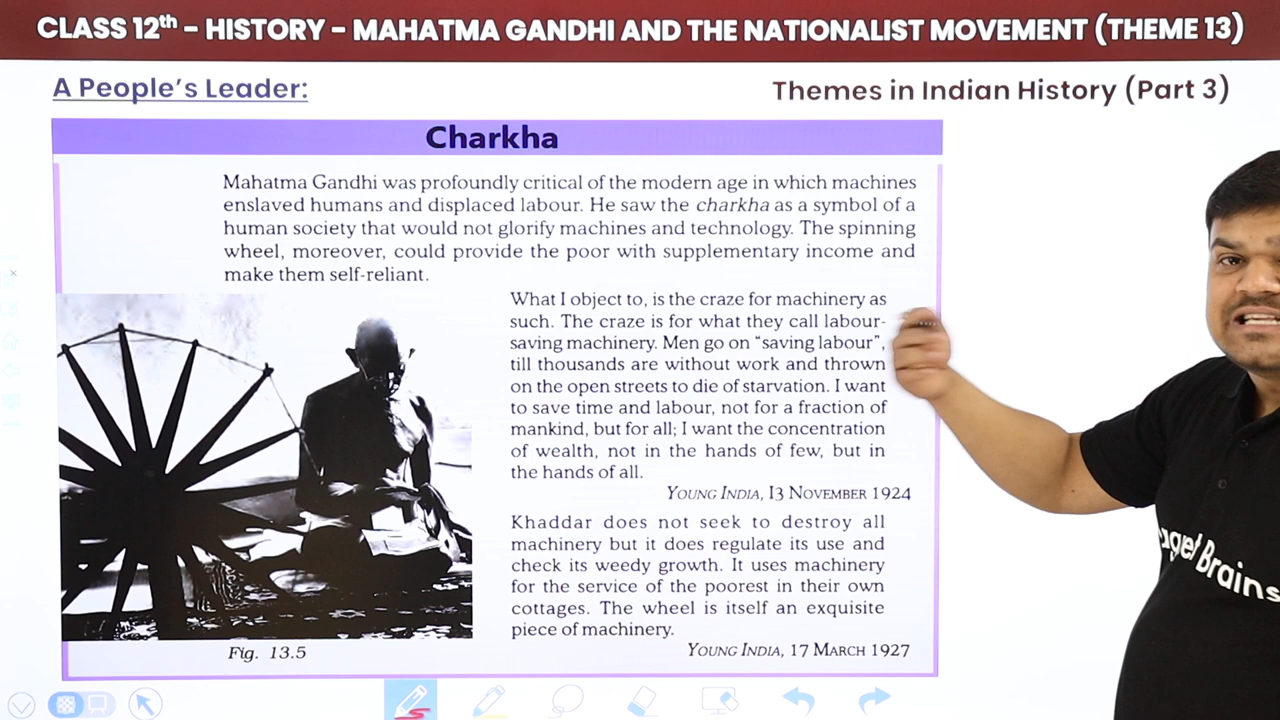 CLASS 12th – HISTORY – MAHATMA GANDHI AND THE NATIONALIST MOVEMENT (THEME 13)
A People's Leader:
Themes in Indian History (Part 3)
Charkha
Mahatma Gandhi was profoundly critical of the modern age in which machines
enslaved humans and displaced labour. He saw the charkha as a symbol of a
human society that would not glorify machines and technology. The spinning
wheel, moreover, could provide the poor with supplementary income and
make them self-reliant.
What I object to, is the craze for machinery as
such. The craze is for what they call labour-
saving machinery. Men go on "saving labour",
till thousands are without work and thrown
on the open streets to die of starvation. I want
to save time and labour, not for a fraction of
mankind, but for all; I want the concentration
of wealth, not in the hands of few, but in
the hands of all.
YOUNG INDIA, 13 NOVEMBER 1924
Khaddar does not seek to destroy all
machinery but it does regulate its use and
check its weedy growth. It uses machinery
for the service of the poorest in their own
cottages. The wheel is itself an exquisite
piece of machinery.
YOUNG INDIA, 17 MARCH 1927
Fig. 13.5
Brains